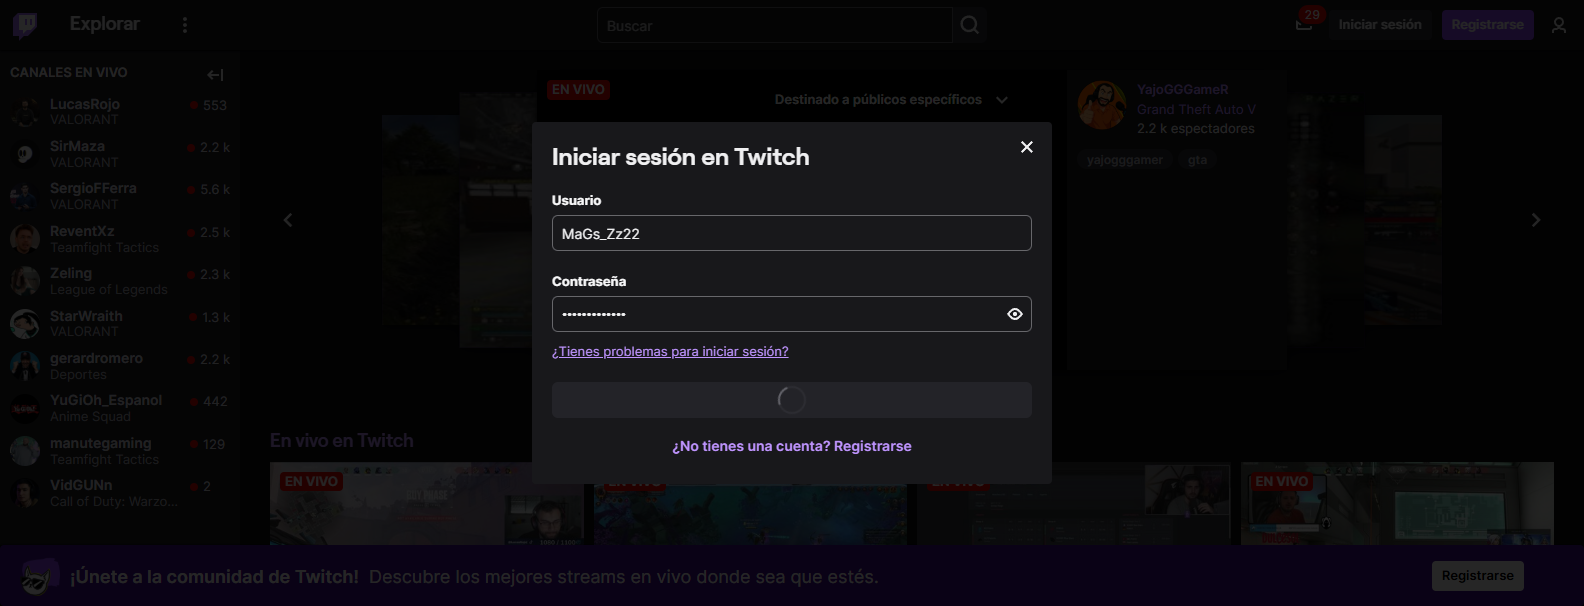 Explorar
Buscar
29
Iniciar sesión
Registrarse
CANALES EN VIVO
LucasRojo
553
VALORANT
SirMaza
2.2 k
VALORANT
SergioFFerra
5.6 k
VALORANT
ReventXz
2.5 k
Teamfight Tactics
Zeling
2.3 k
League of Legends
StarWraith
1.3 k
VALORANT
gerardromero
2.2 k
Deportes
YuGiOh_Espanol
442
Anime Squad
manutegaming
129
Teamfight Tactics
VidGUNn
2
Call of Duty: Warzo...
EN VIVO
Destinado a públicos específicos
YajoGGGameR
Grand Theft Auto V
2.2 k espectadores
yajogggamer
gta
Iniciar sesión en Twitch
Usuario
MaGs_Zz22
Contraseña
•••••••••••••
¿Tienes problemas para iniciar sesión?
¿No tienes una cuenta? Registrarse
En vivo en Twitch
EN VIVO
EN VIVO
EN VIVO
EN VIVO
¡Únete a la comunidad de Twitch! Descubre los mejores streams en vivo donde sea que estés.
Registrarse